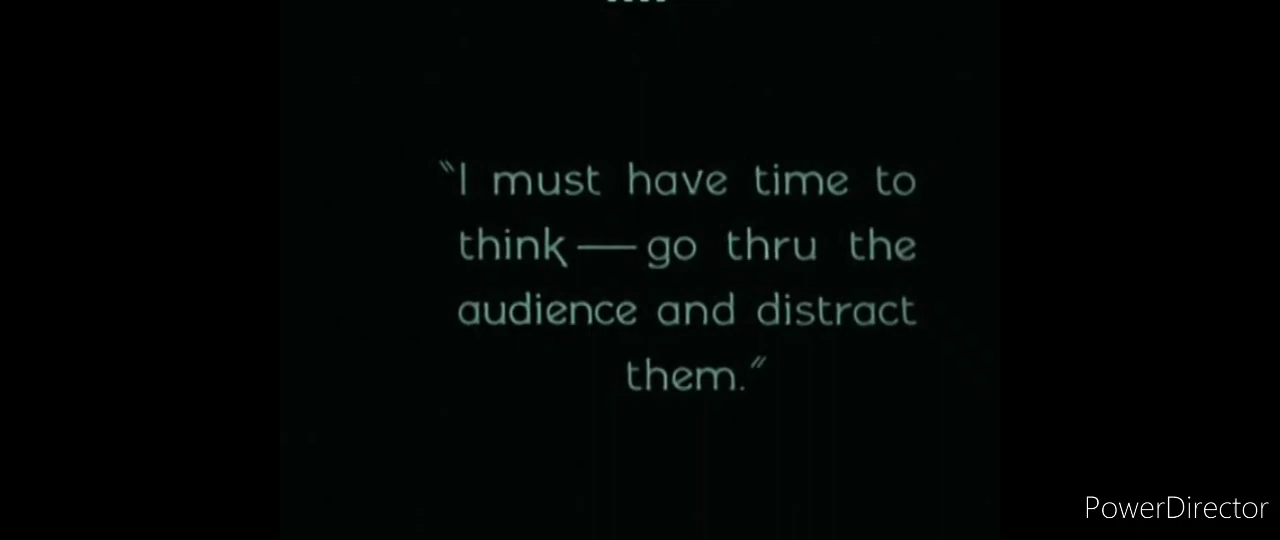 "I must have time to
think — go thru the
audience and distract
them."
PowerDirector